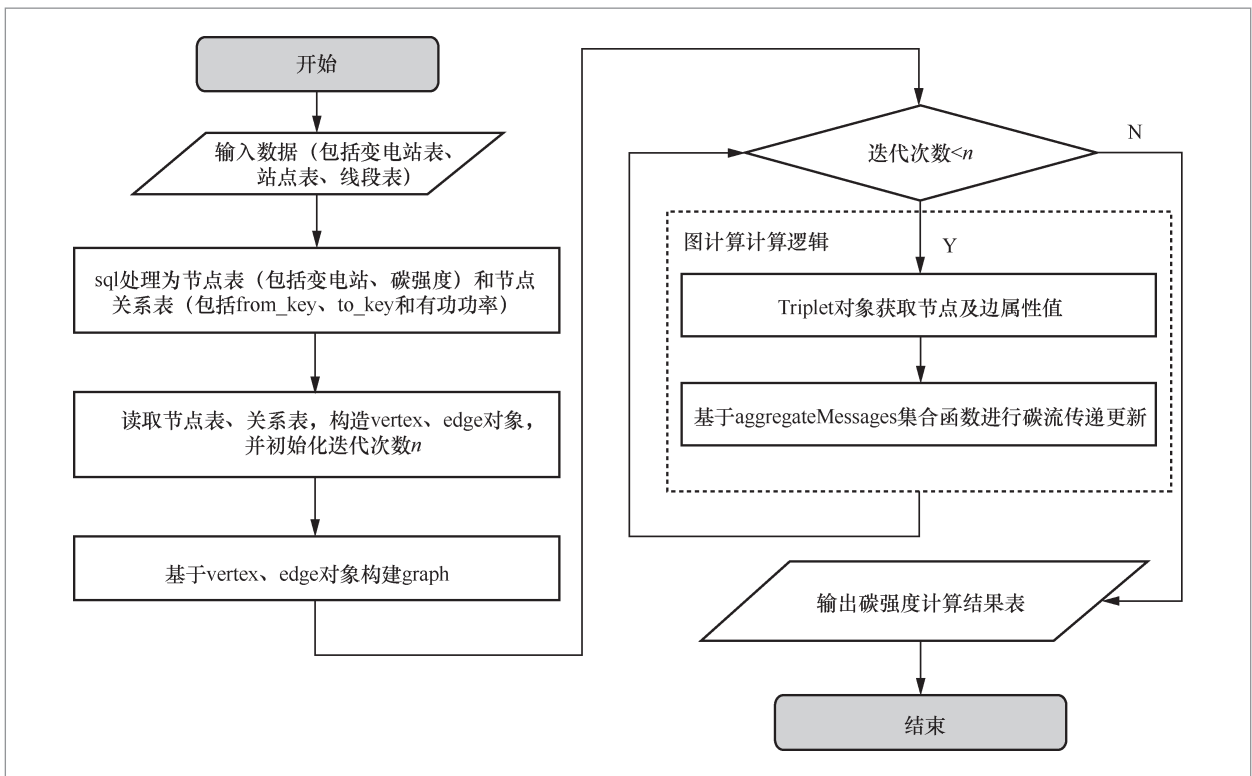 开始
输入数据（包括变电站表、
站点表、线段表）
sql处理为节点表（包括变电站、碳强度）和节点
关系表（包括from_key、to_key和有功功率）
读取节点表、关系表，构造vertex、edge对象，
并初始化迭代次数n
基于vertex、edge对象构建graph
迭代次数<n
N
Y
图计算计算逻辑
Triplet对象获取节点及边属性值
基于aggregateMessages集合函数进行碳流传递更新
输出碳强度计算结果表
结束